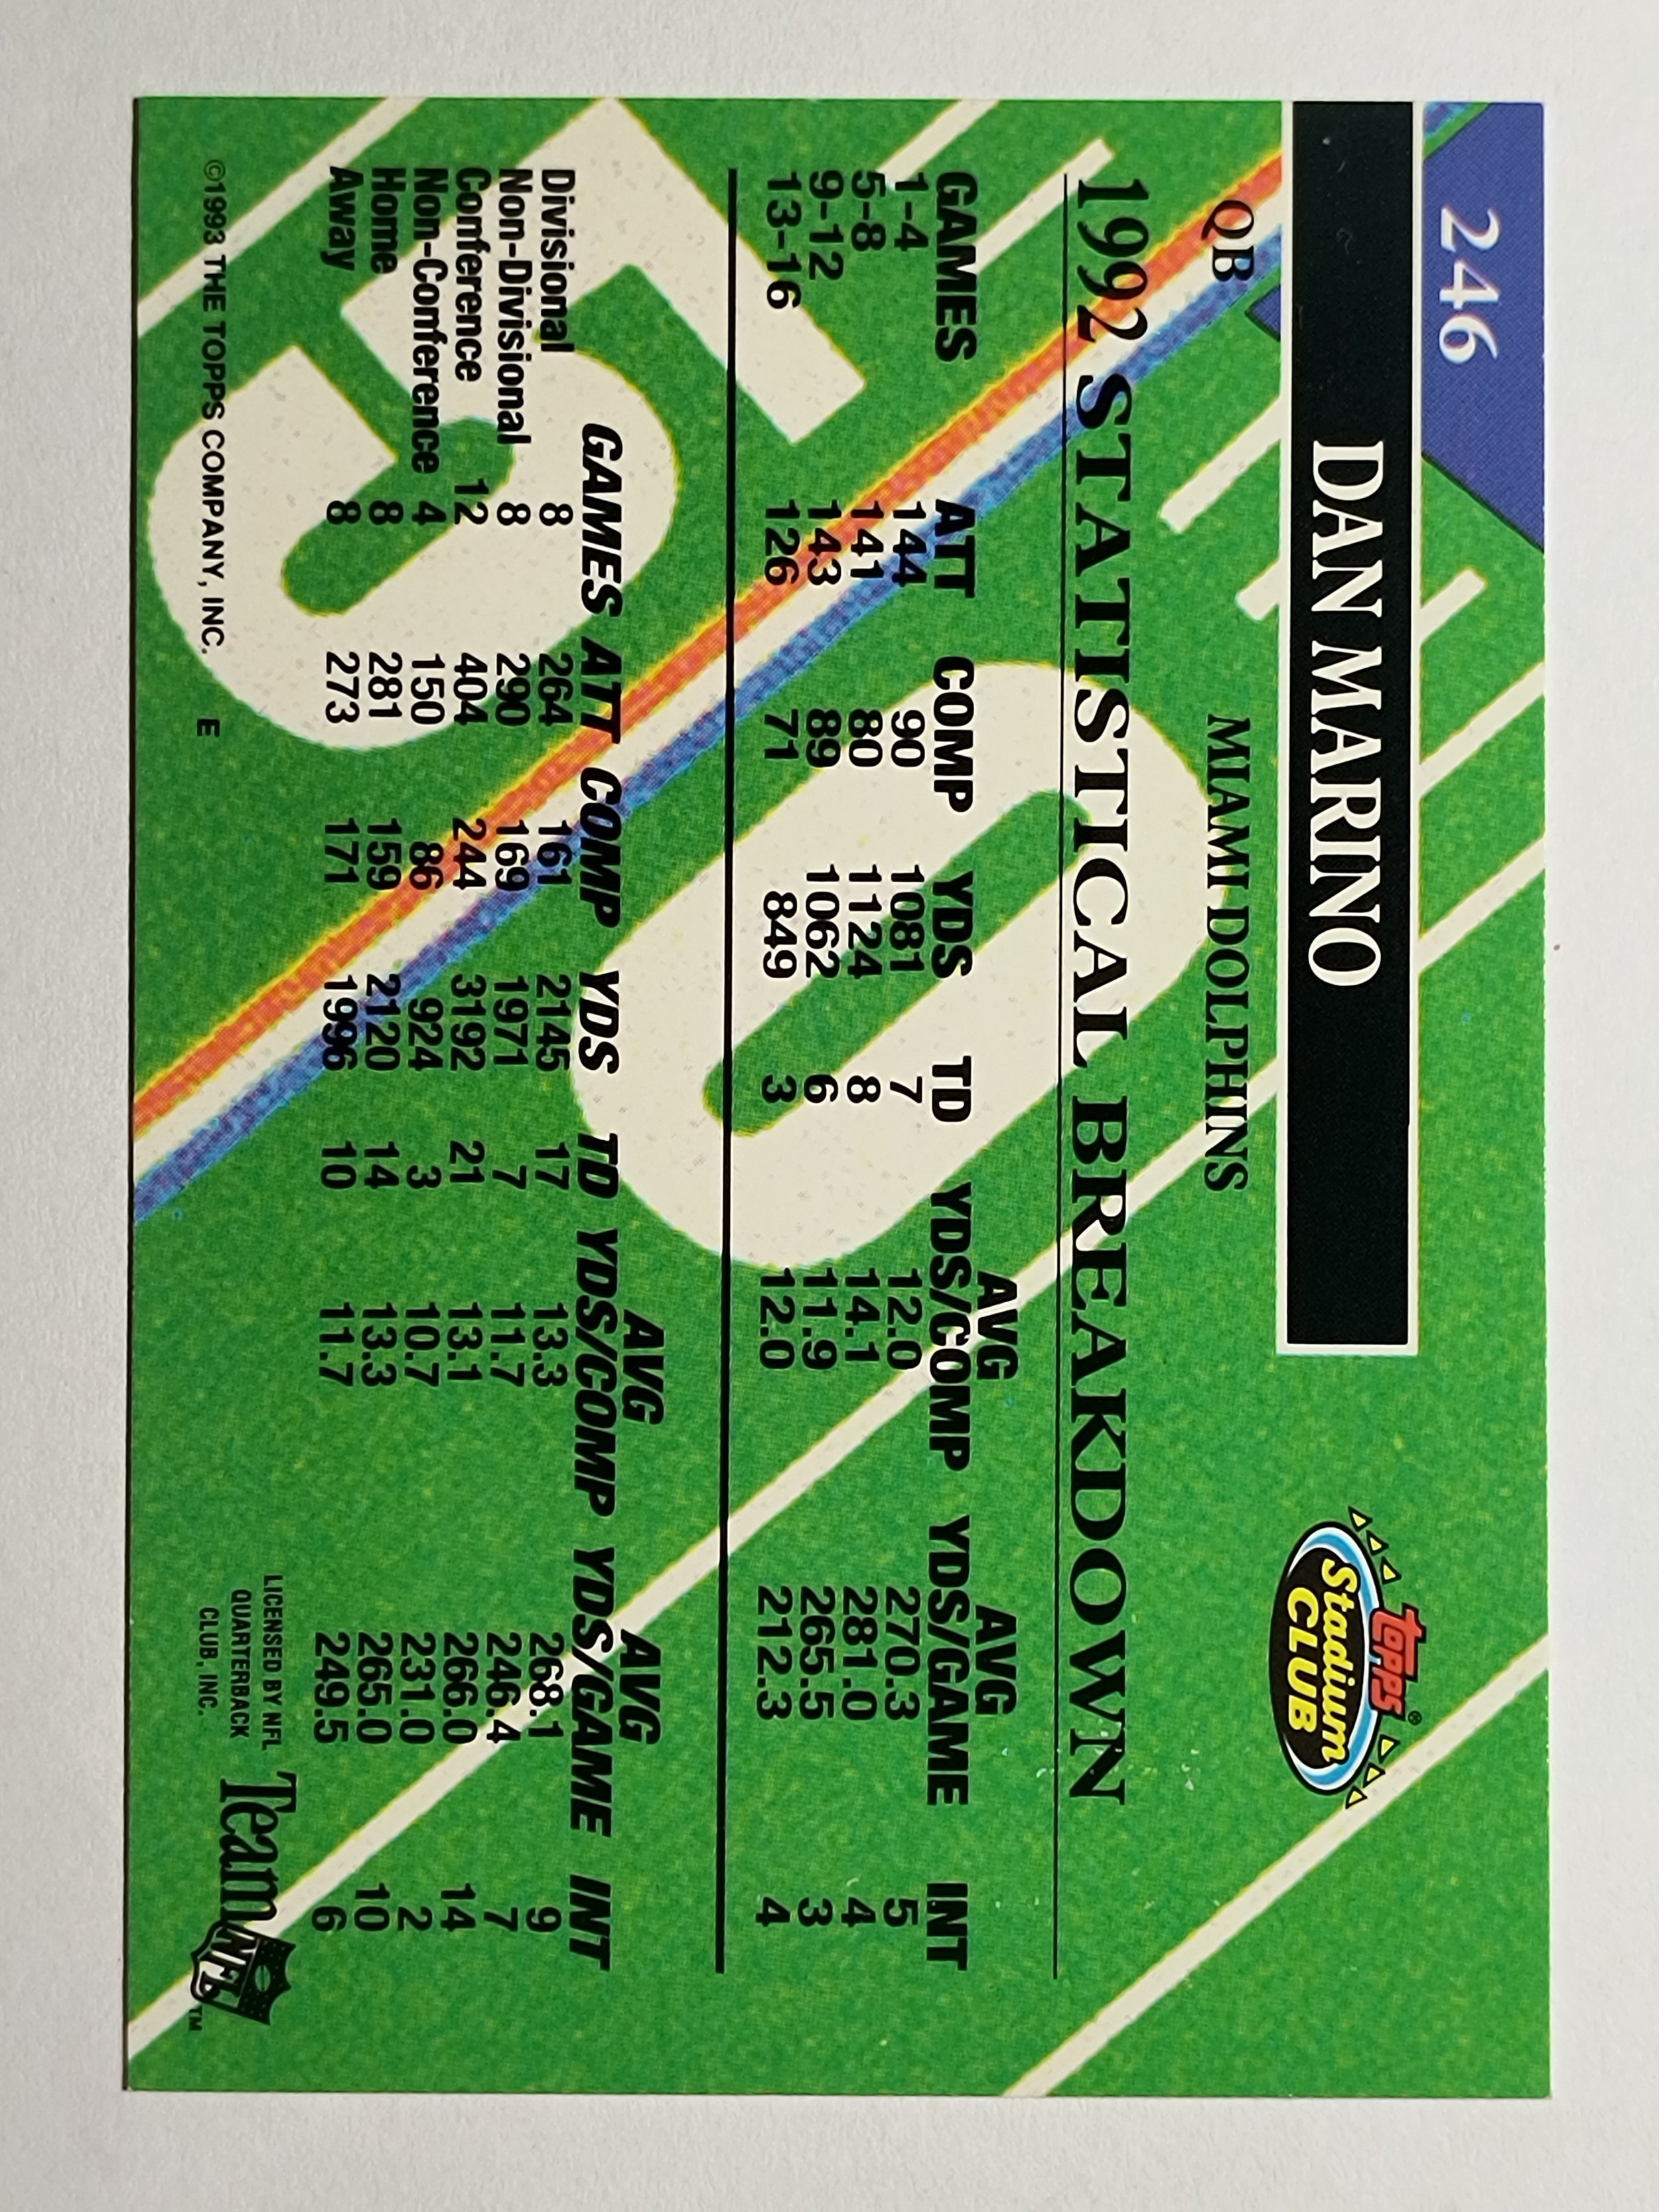 246
DAN MARINO
Topps®
Stadium
CLUB
QB MIAMI DOLPHINS
1992 STATISTICAL BREAKDOWN
AVG AVG
GAMES ATT COMP YDS TD YDS/COMP YDS/GAME INT
1-4 144 90 1081 7 12.0 270.3 5
5-8 141 80 1124 8 14.1 281.0 4
9-12 143 89 1062 6 11.9 265.5 3
13-16 126 71 849 3 12.0 212.3 4
AVG AVG
GAMES ATT COMP YDS TD YDS/COMP YDS/GAME INT
Divisional 8 264 161 2145 17 13.3 268.1 9
Non-Divisional 8 290 169 1971 7 11.7 246.4 7
Conference 12 404 244 3192 21 13.1 266.0 14
Non-Conference 4 150 86 924 3 10.7 231.0 2
Home 8 281 159 2120 14 13.3 265.0 10
Away 8 273 171 1996 10 11.7 249.5 6
©1993 THE TOPPS COMPANY, INC. E
LICENSED BY NFL
QUARTERBACK
CLUB, INC.
Team NFL™
50